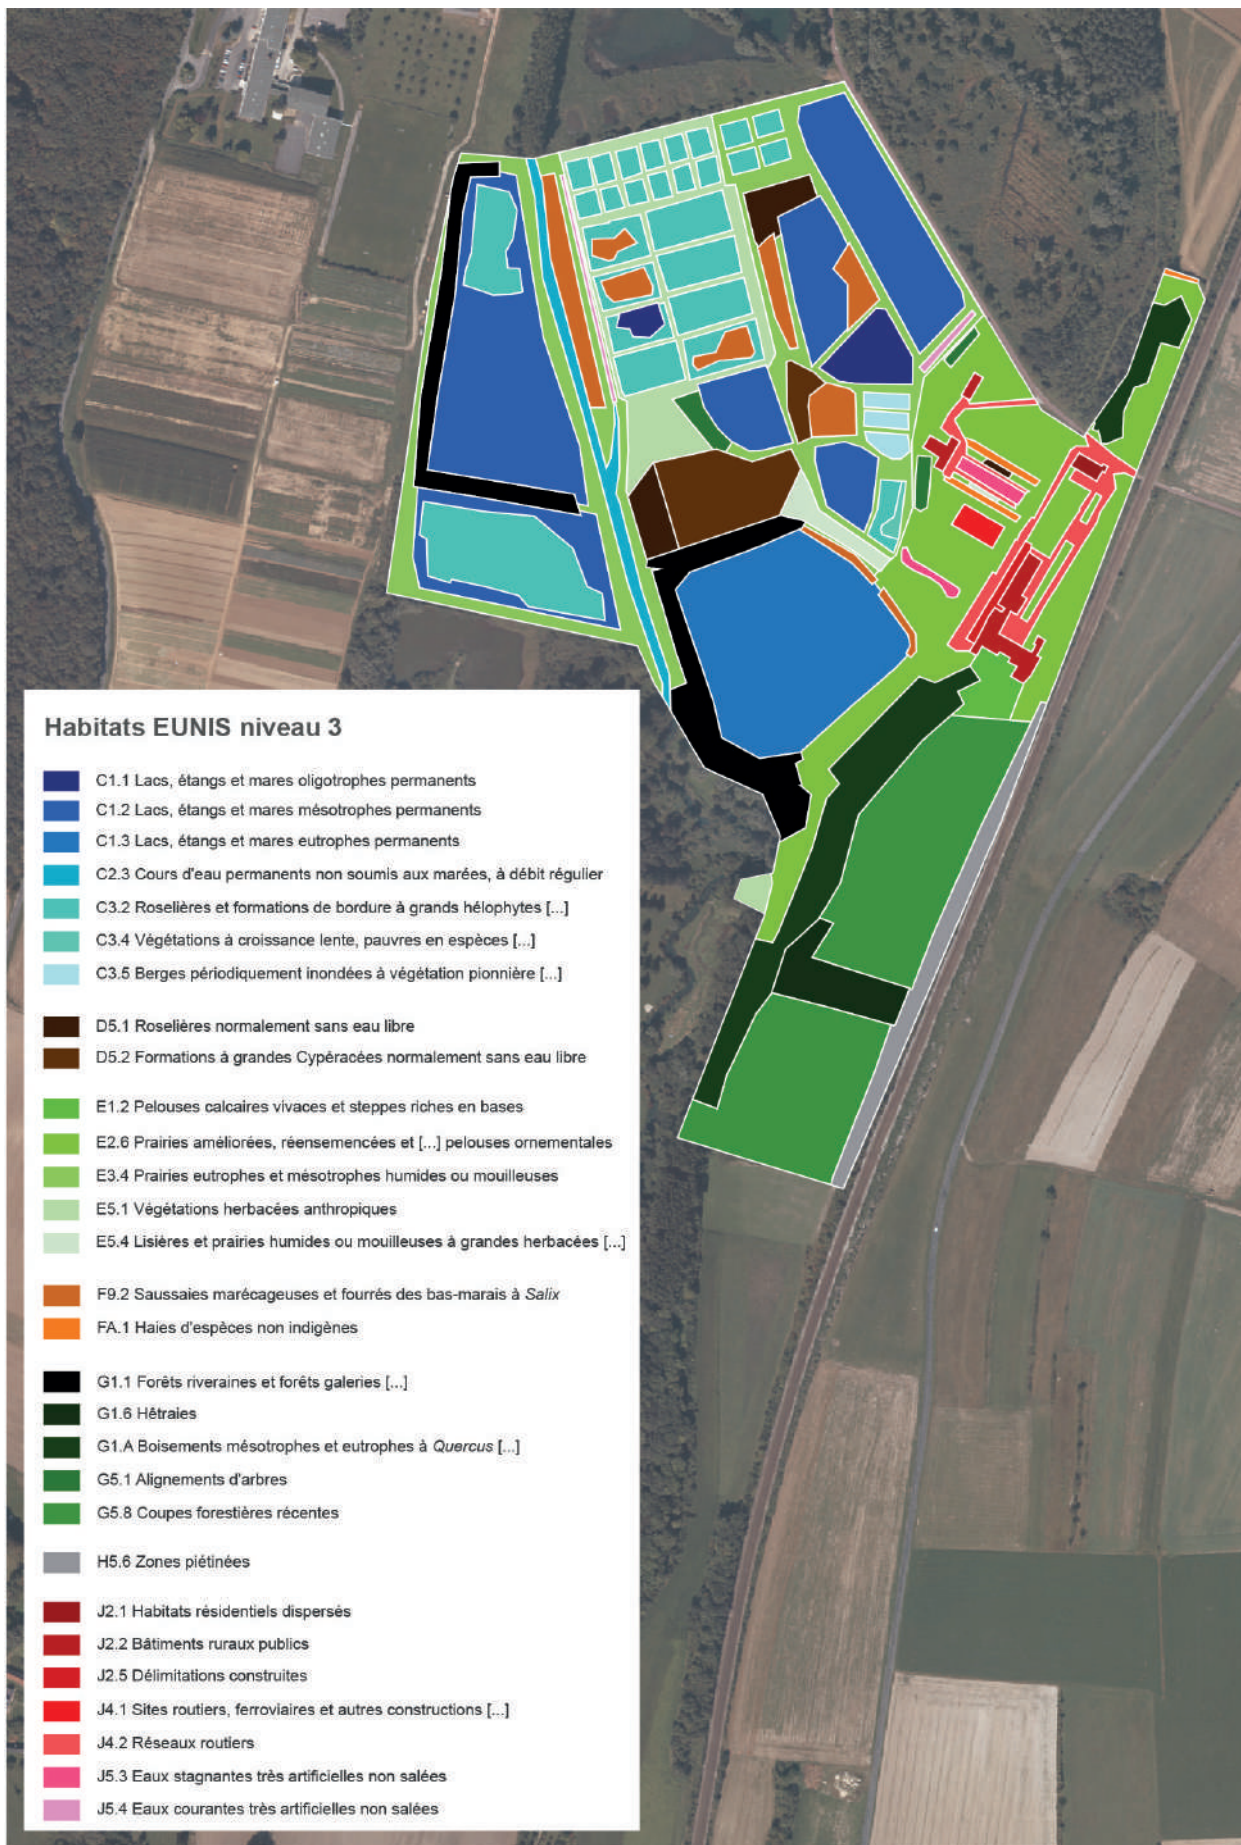 Habitats EUNIS niveau 3
C1.1 Lacs, étangs et mares oligotrophes permanents
C1.2 Lacs, étangs et mares mésotrophes permanents
C1.3 Lacs, étangs et mares eutrophes permanents
C2.3 Cours d'eau permanents non soumis aux marées, à débit régulier
C3.2 Roselières et formations de bordure à grands hélophytes [...]
C3.4 Végétations à croissance lente, pauvres en espèces [...]
C3.5 Berges périodiquement inondées à végétation pionnière [...]
D5.1 Roselières normalement sans eau libre
D5.2 Formations à grandes Cypéracées normalement sans eau libre
E1.2 Pelouses calcaires vivaces et steppes riches en bases
E2.6 Prairies améliorées, réensemencées et [...] pelouses ornementales
E3.4 Prairies eutrophes et mésotrophes humides ou mouilleuses
E5.1 Végétations herbacées anthropiques
E5.4 Lisières et prairies humides ou mouilleuses à grandes herbacées [...]
F9.2 Saussaies marécageuses et fourrés des bas-marais à Salix
FA.1 Haies d'espèces non indigènes
G1.1 Forêts riveraines et forêts galeries [...]
G1.6 Hêtraies
G1.A Boisements mésotrophes et eutrophes à Quercus [...]
G5.1 Alignements d'arbres
G5.8 Coupes forestières récentes
H5.6 Zones piétinées
J2.1 Habitats résidentiels dispersés
J2.2 Bâtiments ruraux publics
J2.5 Délimitations construites
J4.1 Sites routiers, ferroviaires et autres constructions [...]
J4.2 Réseaux routiers
J5.3 Eaux stagnantes très artificielles non salées
J5.4 Eaux courantes très artificielles non salées